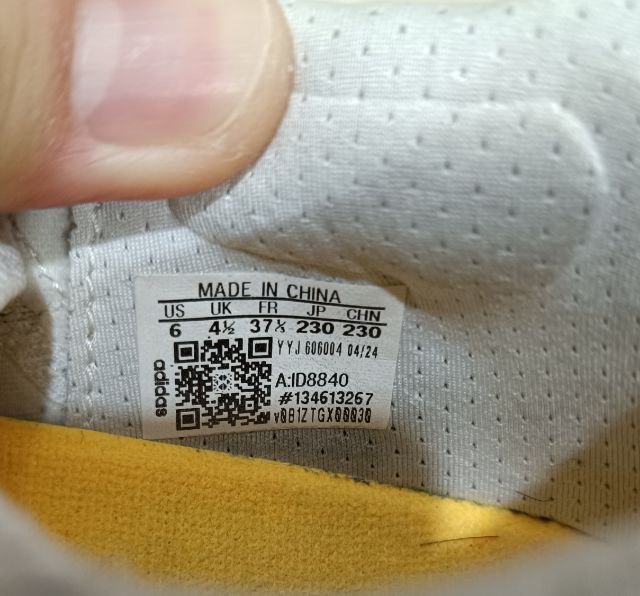 MADE IN CHINA
US UK FR JP CHN
6 4½ 37⅓ 230 230
YYJ 606004 04/24
adidas
A:ID8840
#134613267
v0B1ZTGX00030